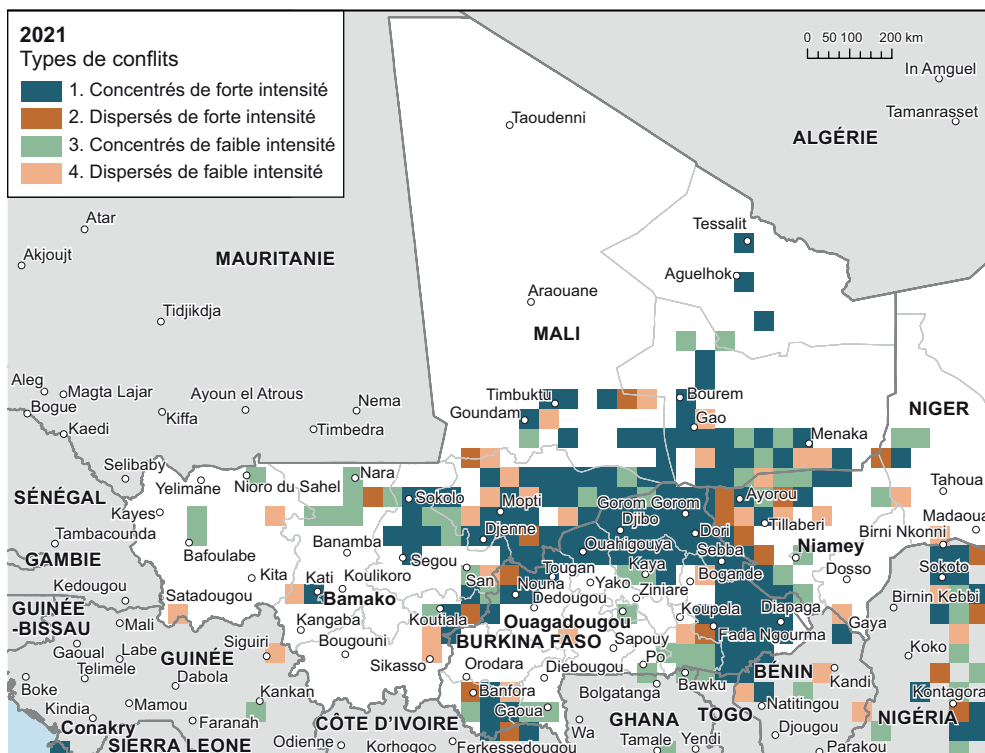 2021
Types de conflits
1. Concentrés de forte intensité
2. Dispersés de forte intensité
3. Concentrés de faible intensité
4. Dispersés de faible intensité
0 50 100 200 km
In Amguel
Tamanrasset
ALGÉRIE
Taoudenni
Atar
Akjoujt
MAURITANIE
Tessalit
Aguelhok
Araouane
Tidjikdja
MALI
Aleg
Magta Lajar
Ayoun el Atrous
Nema
Timbuktu
Bourem
NIGER
Bogue
Kiffa
Goundam
Gao
Kaedi
Timbedra
Menaka
Selibaby
Nara
Tahoua
SÉNÉGAL
Yelimane
Nioro du Sahel
Sokolo
Mopti
Gorom Gorom
Ayorou
Kayes
Djibo
Tillaberi
Madaoua
Tambacounda
Banamba
Djenne
Dori
Birni Nkonni
Bafoulabe
Ouahigouya
Sebba
Niamey
GAMBIE
Segou
Tougan
Kaya
Bogande
Dosso
Sokoto
Kedougou
Kita
Kati
Koulikoro
San
Nouna
Yako
Ziniare
Satadougou
Bamako
Dedougou
Koupela
Diapaga
Birnin Kebbi
GUINÉE
-BISSAU
Mali
Kangaba
Koutiala
Ouagadougou
Gaya
Gaoual
Labe
Siguiri
Bougouni
BURKINA FASO
Sapouy
Fada Ngourma
Telimele
GUINÉE
Sikasso
Po
Koko
Dabola
Orodara
Diebougou
BÉNIN
Kandi
Boke
Kankan
Banfora
Bolgatanga
Bawku
Kontagora
Kindia
Mamou
Gaoua
Natitingou
Conakry
Faranah
CÔTE D'IVOIRE
Wa
GHANA
TOGO
Djougou
NIGÉRIA
SIERRA LEONE
Odienne
Korhogo
Ferkessedougou
Tamale
Yendi
Parakou